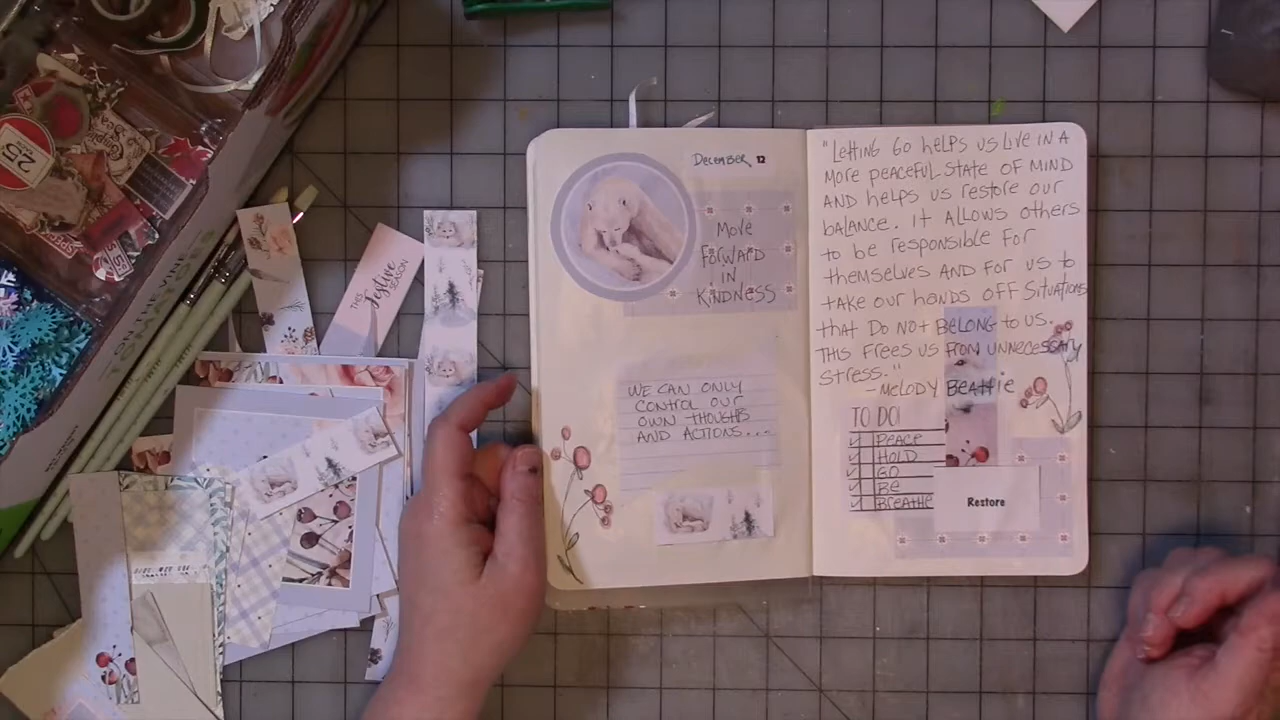 DECEMBER 12
Move
FORWARD
IN
KINDNESS
WE CAN ONLY
CONTROL OUR
OWN THOUGHTS
AND ACTIONS...
"Letting Go helps us Live in a
More peaceful State of MIND
AND helps us restore our
balance. It Allows others
to be responsible for
themselves AND for us to
take our hands OFF Situations
that Do Not BELONG to us.
This Frees us from unnecessary
Stress."
- Melody Beattie
TO DO!
PEACE
HOLD
GO
BE
BREATHE
Restore
THIS
Festive
SEASON
25